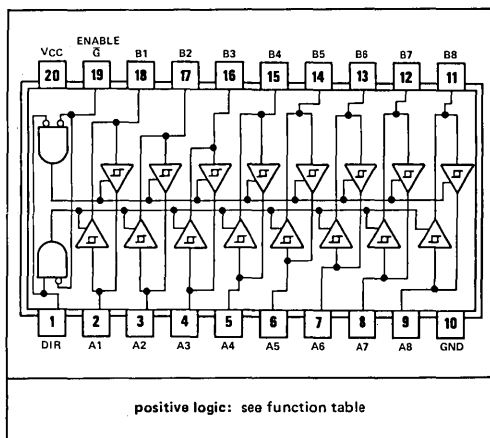 ENABLE
VCC G̅ B1 B2 B3 B4 B5 B6 B7 B8
20 19 18 17 16 15 14 13 12 11
1 2 3 4 5 6 7 8 9 10
DIR A1 A2 A3 A4 A5 A6 A7 A8 GND
positive logic: see function table